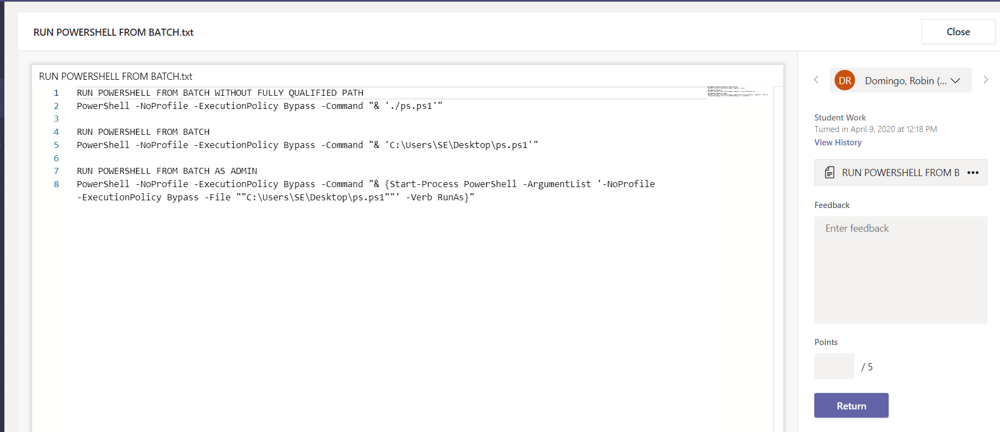 RUN POWERSHELL FROM BATCH.txt
Close
RUN POWERSHELL FROM BATCH.txt
1 RUN POWERSHELL FROM BATCH WITHOUT FULLY QUALIFIED PATH
2 PowerShell -NoProfile -ExecutionPolicy Bypass -Command "& './ps.ps1'"
3
4 RUN POWERSHELL FROM BATCH
5 PowerShell -NoProfile -ExecutionPolicy Bypass -Command "& 'C:\Users\SE\Desktop\ps.ps1'"
6
7 RUN POWERSHELL FROM BATCH AS ADMIN
8 PowerShell -NoProfile -ExecutionPolicy Bypass -Command "& {Start-Process PowerShell -ArgumentList '-NoProfile
-ExecutionPolicy Bypass -File ""C:\Users\SE\Desktop\ps.ps1""' -Verb RunAs}"
DR Domingo, Robin (...
Student Work
Turned in April 9, 2020 at 12:18 PM
View History
RUN POWERSHELL FROM B
Feedback
Enter feedback
Points
/ 5
Return